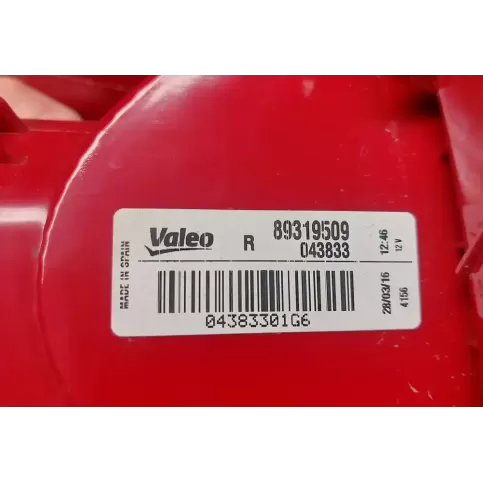 MADE IN SPAIN
Valeo R 89319509
043833
04383301G6
28/03/16 12:46
4156 12 V